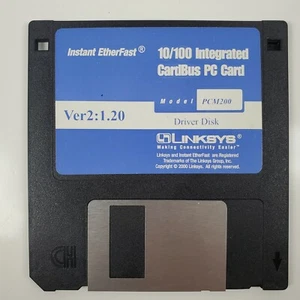 Instant EtherFast®
10/100 Integrated
CardBus PC Card
Model PCM200
Ver2:1.20
Driver Disk
LINKSYS®
Making Connectivity Easier™
Linksys and Instant EtherFast are Registered
Trademarks of The Linksys Group, Inc.
Copyright © 2000 Linksys. All rights reserved.